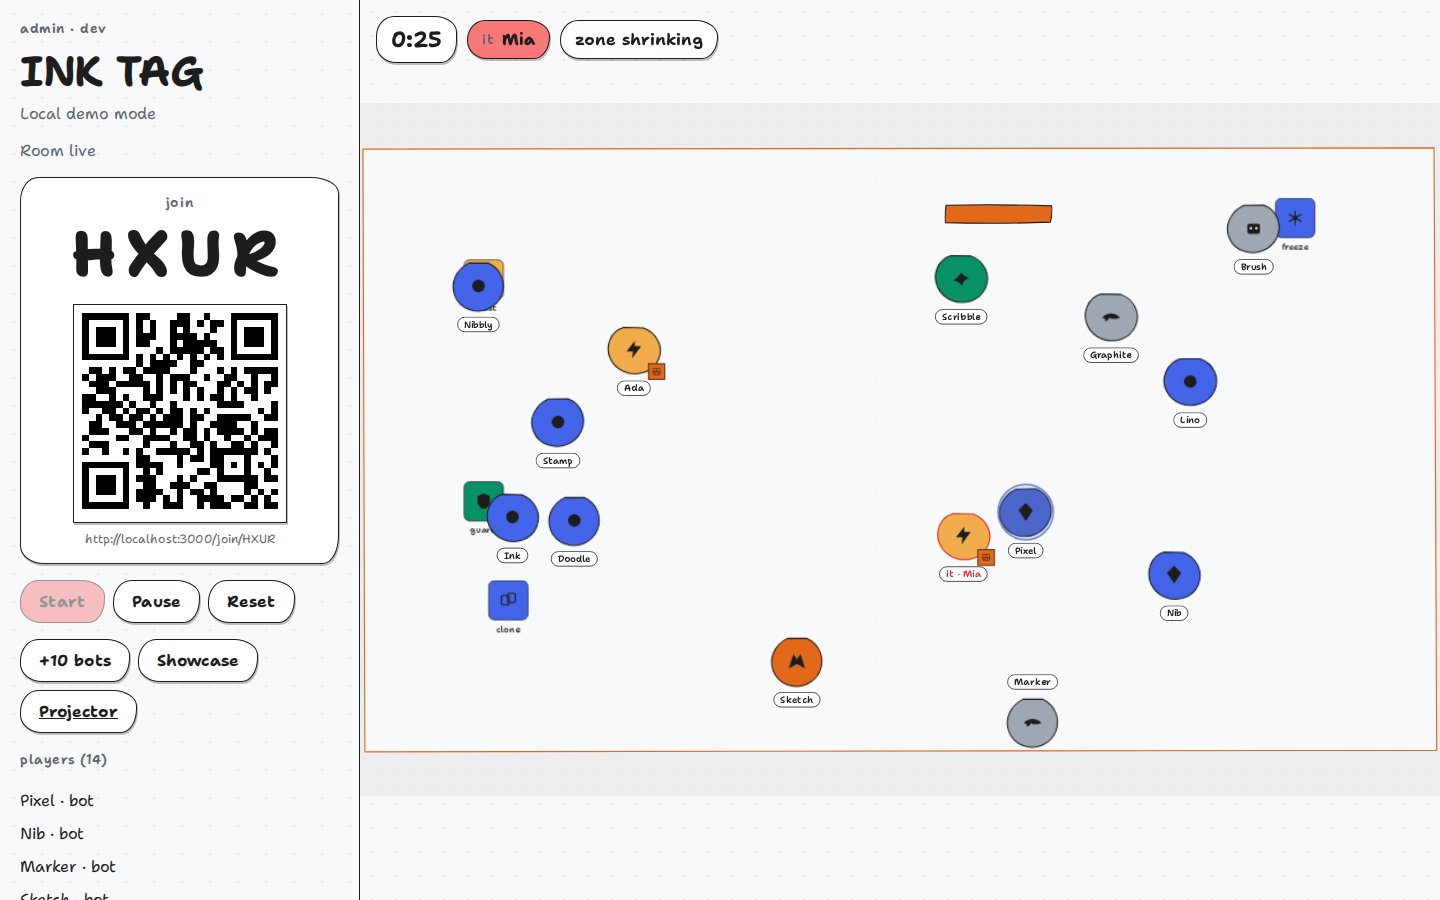 admin · dev
INK TAG
Local demo mode
Room live
join
HXUR
http://localhost:3000/join/HXUR
Start
Pause
Reset
+10 bots
Showcase
Projector
players (14)
Pixel · bot
Nib · bot
Marker · bot
Sketch · bot
0:25
it Mia
zone shrinking
Brush
freeze
Nibbly
Scribble
Graphite
Ada
Lino
Stamp
Ink
Doodle
Pixel
it · Mia
Nib
clone
Sketch
Marker